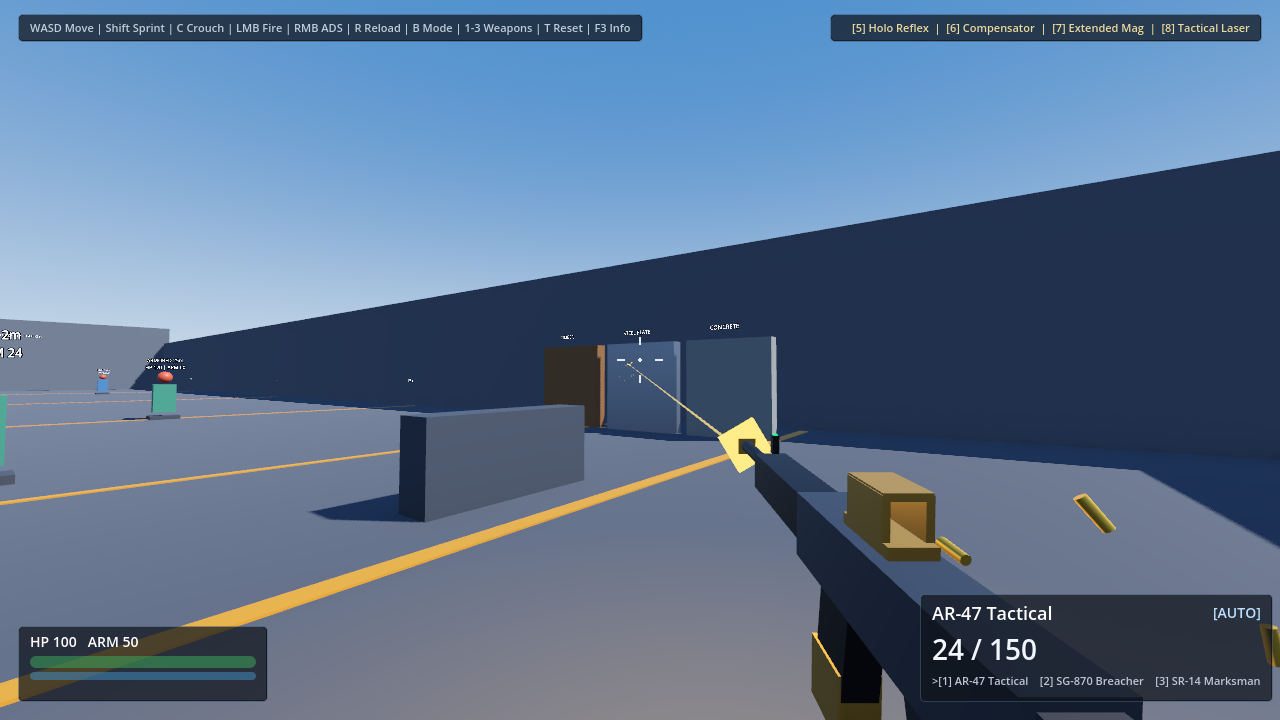 WASD Move | Shift Sprint | C Crouch | LMB Fire | RMB ADS | R Reload | B Mode | 1-3 Weapons | T Reset | F3 Info
[5] Holo Reflex | [6] Compensator | [7] Extended Mag | [8] Tactical Laser
CONCRETE
2m
24
HP 100 ARM 50
AR-47 Tactical [AUTO]
24 / 150
>[1] AR-47 Tactical [2] SG-870 Breacher [3] SR-14 Marksman